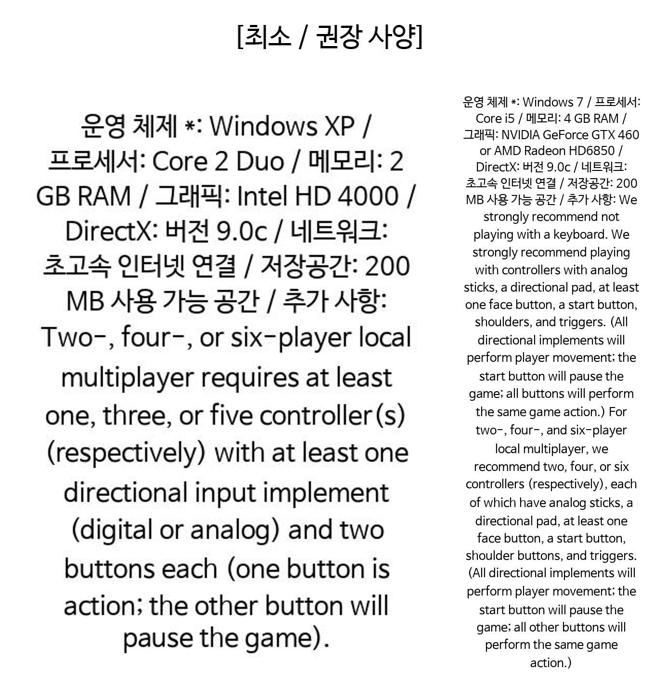 [최소 / 권장 사양]
운영 체제 *: Windows XP /
프로세서: Core 2 Duo / 메모리: 2
GB RAM / 그래픽: Intel HD 4000 /
DirectX: 버전 9.0c / 네트워크:
초고속 인터넷 연결 / 저장공간: 200
MB 사용 가능 공간 / 추가 사항:
Two-, four-, or six-player local
multiplayer requires at least
one, three, or five controller(s)
(respectively) with at least one
directional input implement
(digital or analog) and two
buttons each (one button is
action; the other button will
pause the game).
운영 체제 *: Windows 7 / 프로세서:
Core i5 / 메모리: 4 GB RAM /
그래픽: NVIDIA GeForce GTX 460
or AMD Radeon HD6850 /
DirectX: 버전 9.0c / 네트워크:
초고속 인터넷 연결 / 저장공간: 200
MB 사용 가능 공간 / 추가 사항: We
strongly recommend not
playing with a keyboard. We
strongly recommend playing
with controllers with analog
sticks, a directional pad, at least
one face button, a start button,
shoulders, and triggers. (All
directional implements will
perform player movement; the
start button will pause the
game; all buttons will perform
the same game action.) For
two-, four-, and six-player
local multiplayer, we
recommend two, four, or six
controllers (respectively), each
of which have analog sticks, a
directional pad, at least one
face button, a start button,
shoulder buttons, and triggers.
(All directional implements will
perform player movement; the
start button will pause the
game; all other buttons will
perform the same game
action.)